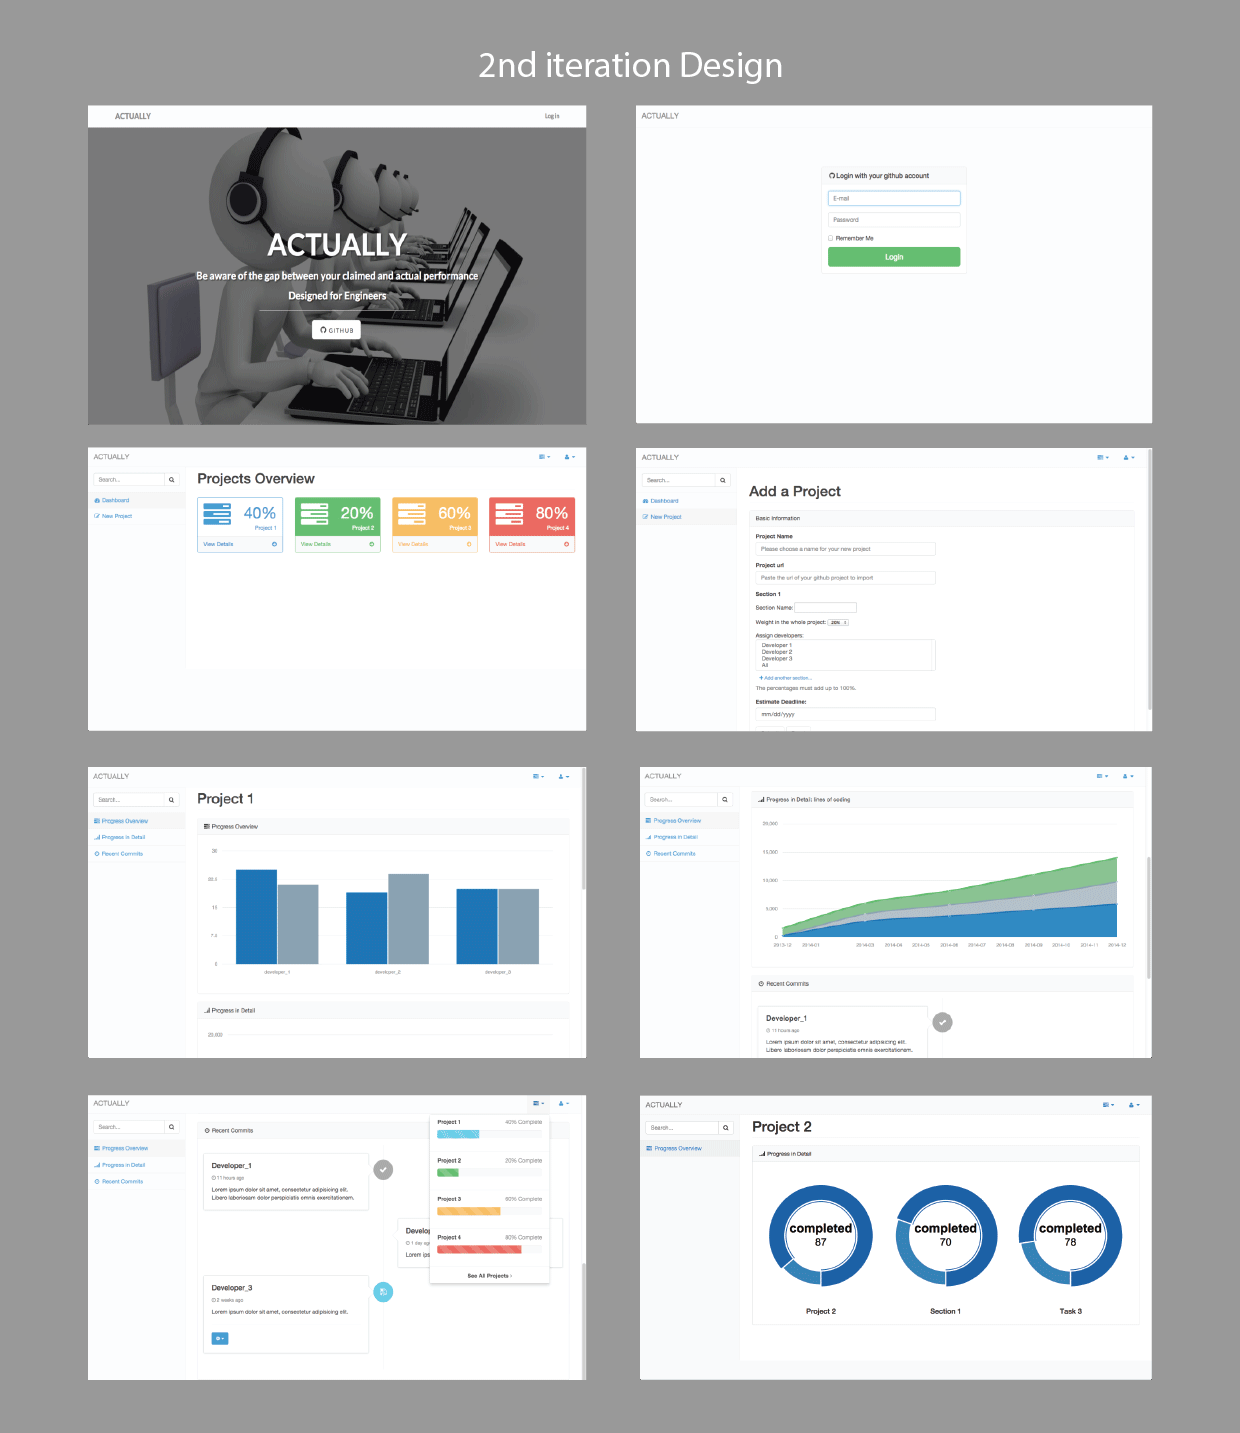 2nd iteration Design
ACTUALLY
Log in
ACTUALLY
Be aware of the gap between your claimed and actual performance
Designed for Engineers
GITHUB
ACTUALLY
Login with your github account
E-mail
Password
Remember Me
Login
ACTUALLY
Search...
Dashboard
New Project
Projects Overview
40%
Project 1
View Details
20%
Project 2
View Details
60%
Project 3
View Details
80%
Project 4
View Details
ACTUALLY
Search...
Dashboard
New Project
Add a Project
Basic Information
Project Name
Please choose a name for your new project
Project url
Paste the url of your github project to import
Section 1
Section Name:
Weight in the whole project: 20%
Assign developers:
Developer 1
Developer 2
Developer 3
All
+ Add another section...
The percentages must add up to 100%.
Estimate Deadline:
mm/dd/yyyy
ACTUALLY
Search...
Progress Overview
Progress in Detail
Recent Commits
Project 1
Progress Overview
30
22.5
15
7.5
0
developer_1
developer_2
developer_3
Progress in Detail
ACTUALLY
Search...
Progress Overview
Progress in Detail
Recent Commits
Progress in Detail: lines of coding
20,000
15,000
10,000
5,000
0
2013-12 2014-01 2014-03 2014-04 2014-05 2014-06 2014-07 2014-08 2014-09 2014-10 2014-11 2014-12
Recent Commits
Developer_1
11 hours ago
Lorem ipsum dolor sit amet, consectetur adipisicing elit.
Libero laboriosam dolor perspiciatis omnis exercitationem.
ACTUALLY
Search...
Progress Overview
Progress in Detail
Recent Commits
Recent Commits
Developer_1
11 hours ago
Lorem ipsum dolor sit amet, consectetur adipisicing elit.
Libero laboriosam dolor perspiciatis omnis exercitationem.
Develo
1 day ag
Lorem ips
Developer_3
2 weeks ago
Lorem ipsum dolor sit amet, consectetur adipisicing elit.
Project 1 40% Complete
Project 2 20% Complete
Project 3 60% Complete
Project 4 80% Complete
See All Projects ›
ACTUALLY
Search...
Progress Overview
Project 2
Progress in Detail
completed
87
Project 2
completed
70
Section 1
completed
78
Task 3